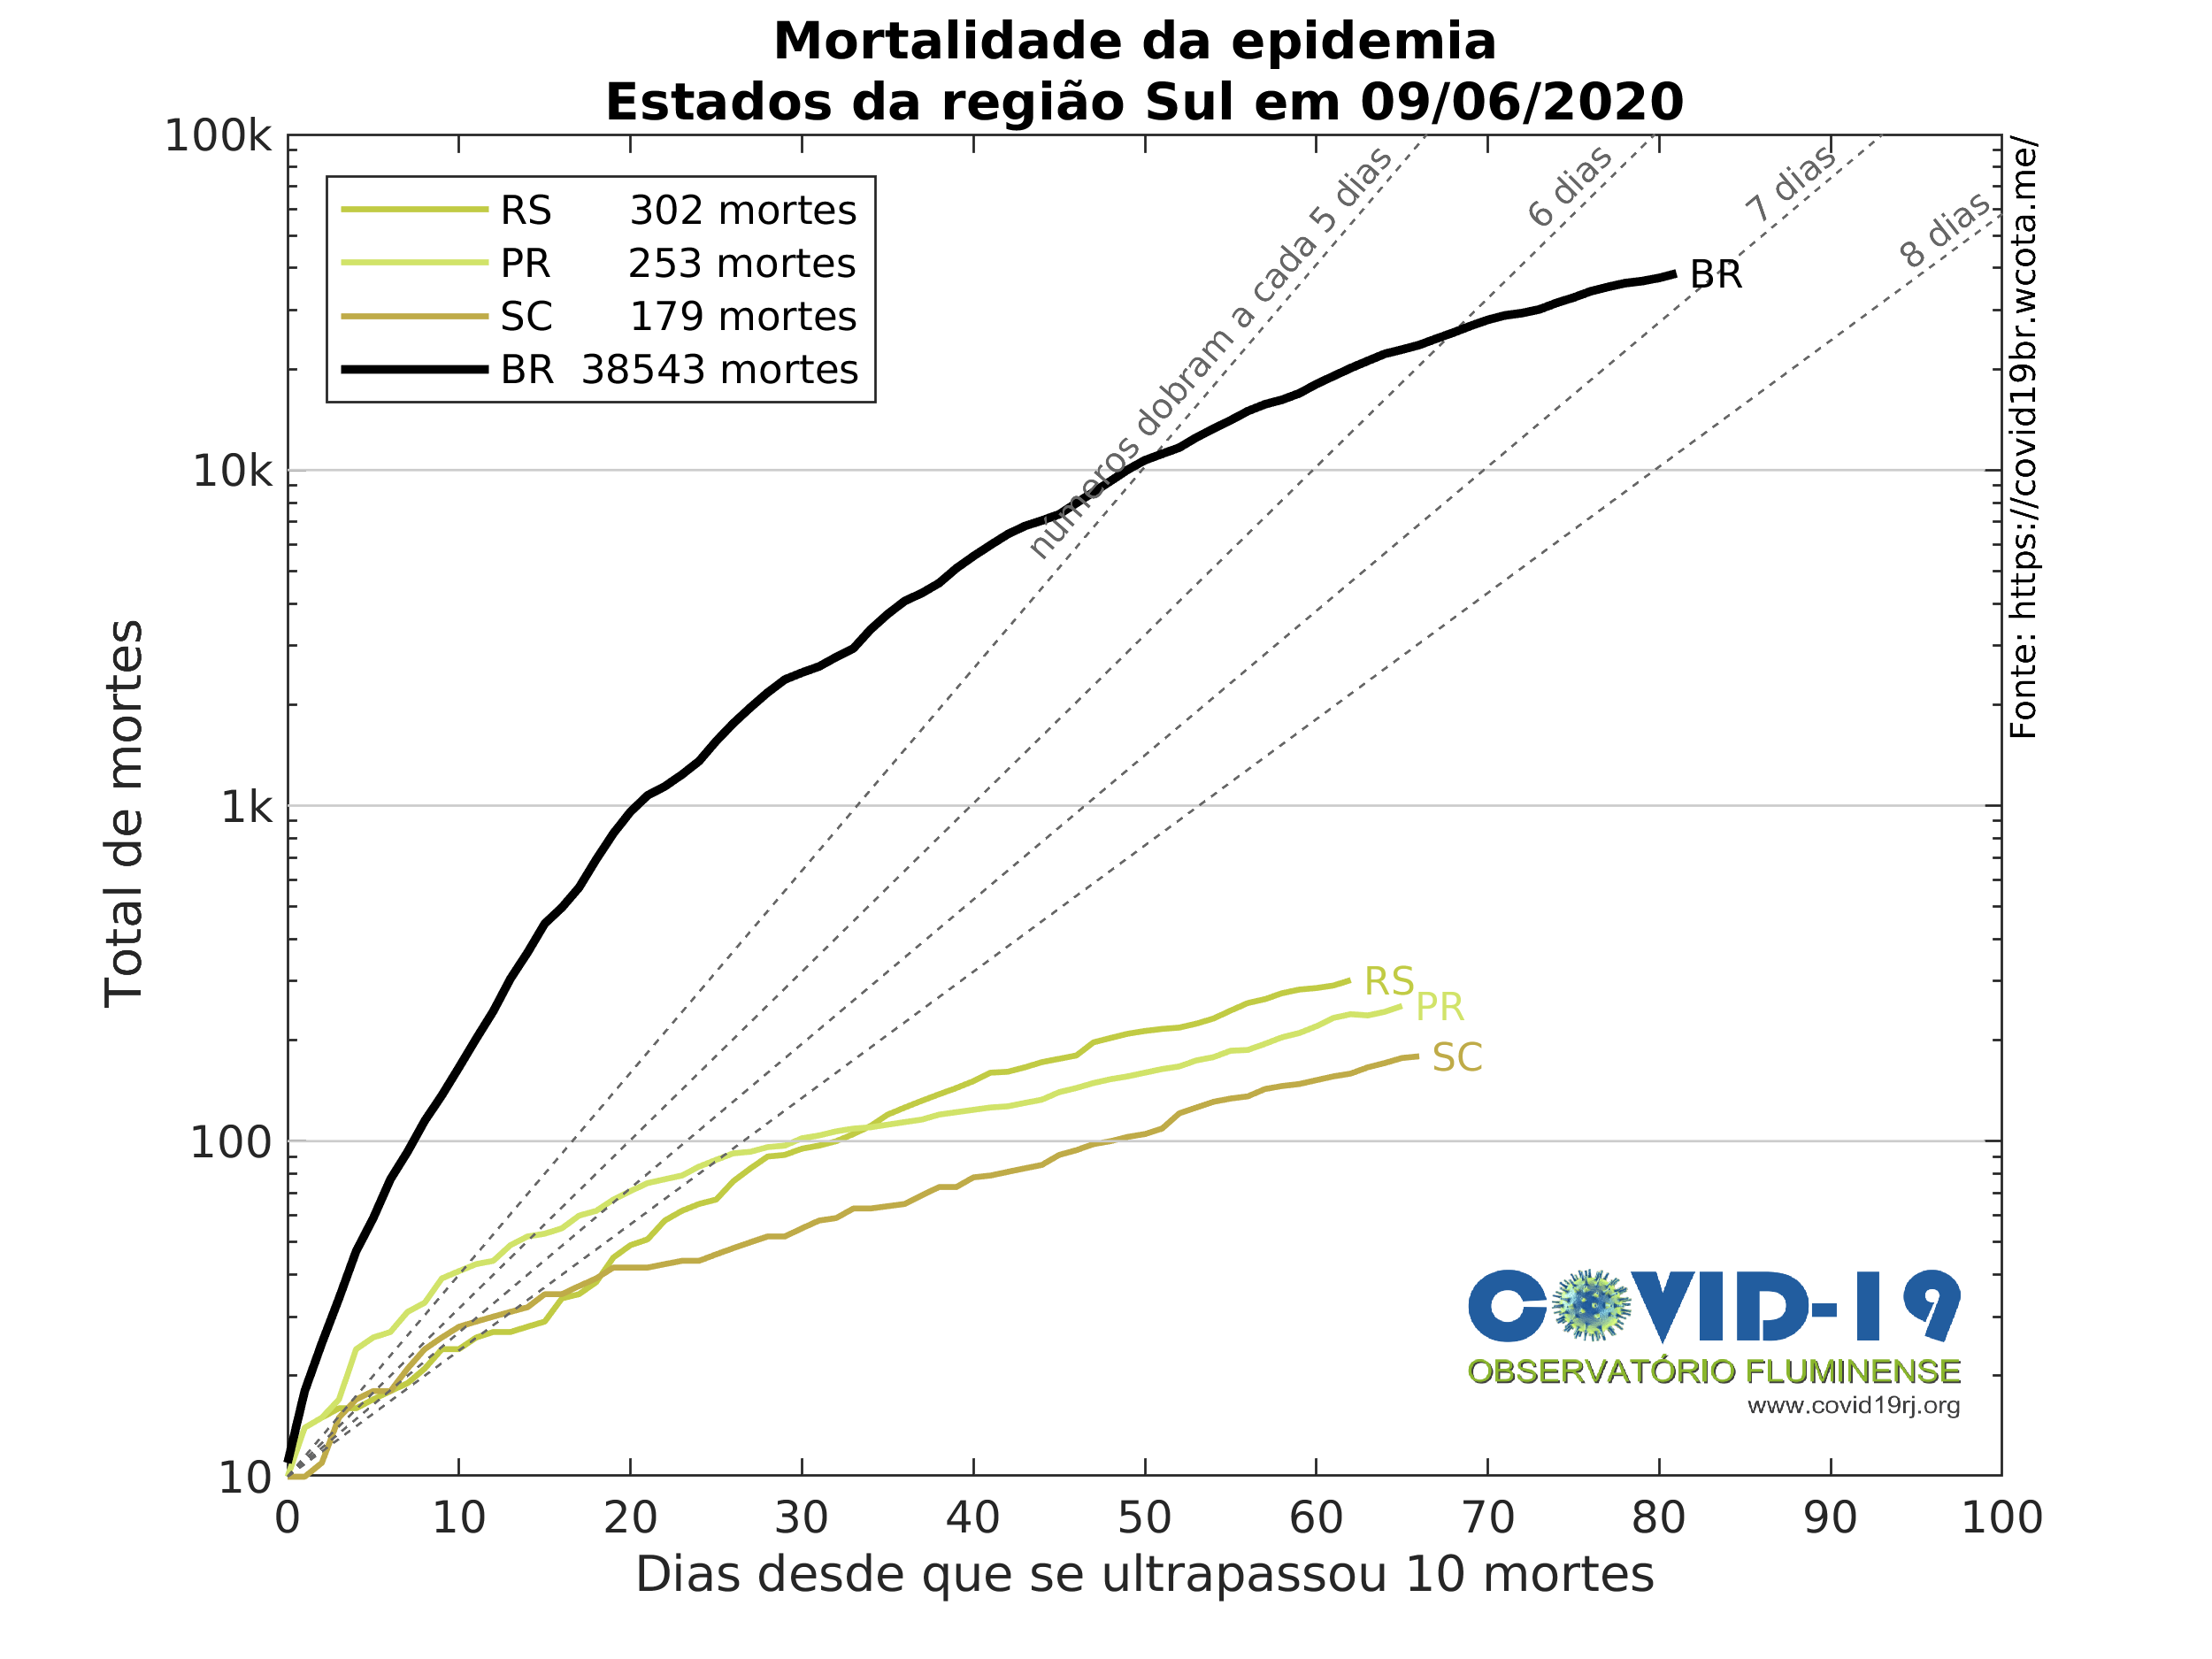 Mortalidade da epidemia
Estados da região Sul em 09/06/2020
100k
10k
1k
100
10
Total de mortes
RS 302 mortes
PR 253 mortes
SC 179 mortes
BR 38543 mortes
numeros dobram a cada 5 dias
6 dias
7 dias
8 dias
BR
RS
PR
SC
Fonte: https://covid19br.wcota.me/
COVID-19
OBSERVATÓRIO FLUMINENSE
www.covid19rj.org
0 10 20 30 40 50 60 70 80 90 100
Dias desde que se ultrapassou 10 mortes